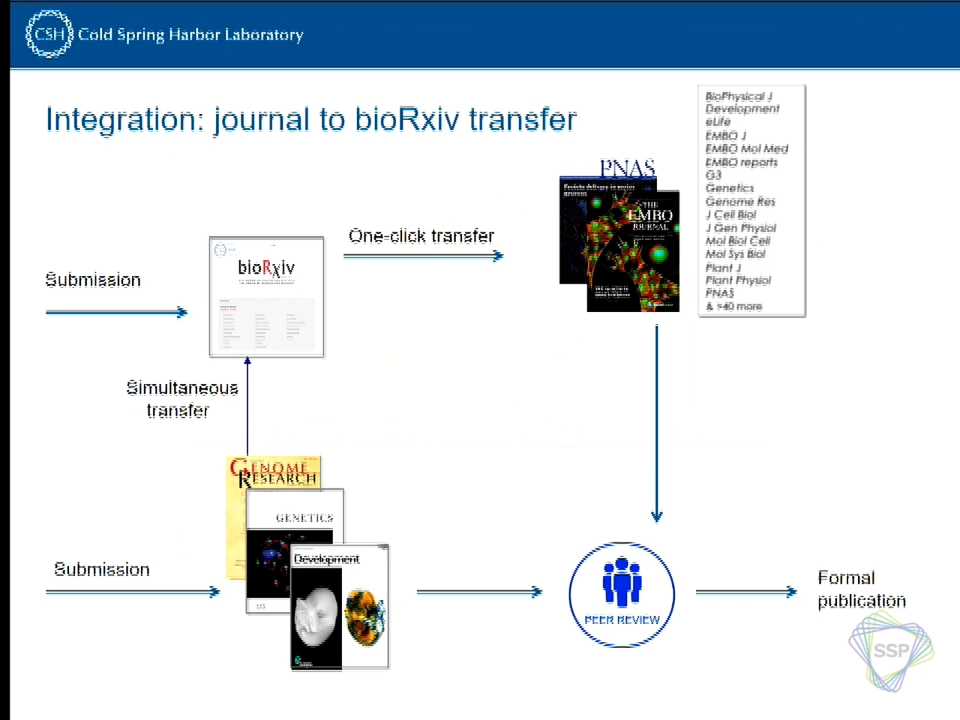 CSH Cold Spring Harbor Laboratory
Integration: journal to bioRxiv transfer
BioPhysical J
Development
eLife
EMBO J
EMBO Mol Med
EMBO reports
G3
Genetics
Genome Res
J Cell Biol
J Gen Physiol
Mol Biol Cell
Mol Sys Biol
Plant J
Plant Physiol
PNAS
& >40 more
PNAS
THE
EMBO
JOURNAL
One-click transfer
Submission
bioRχiv
Simultaneous
transfer
GENOME
RESEARCH
GENETICS
Development
Submission
PEER REVIEW
Formal
publication
SSP